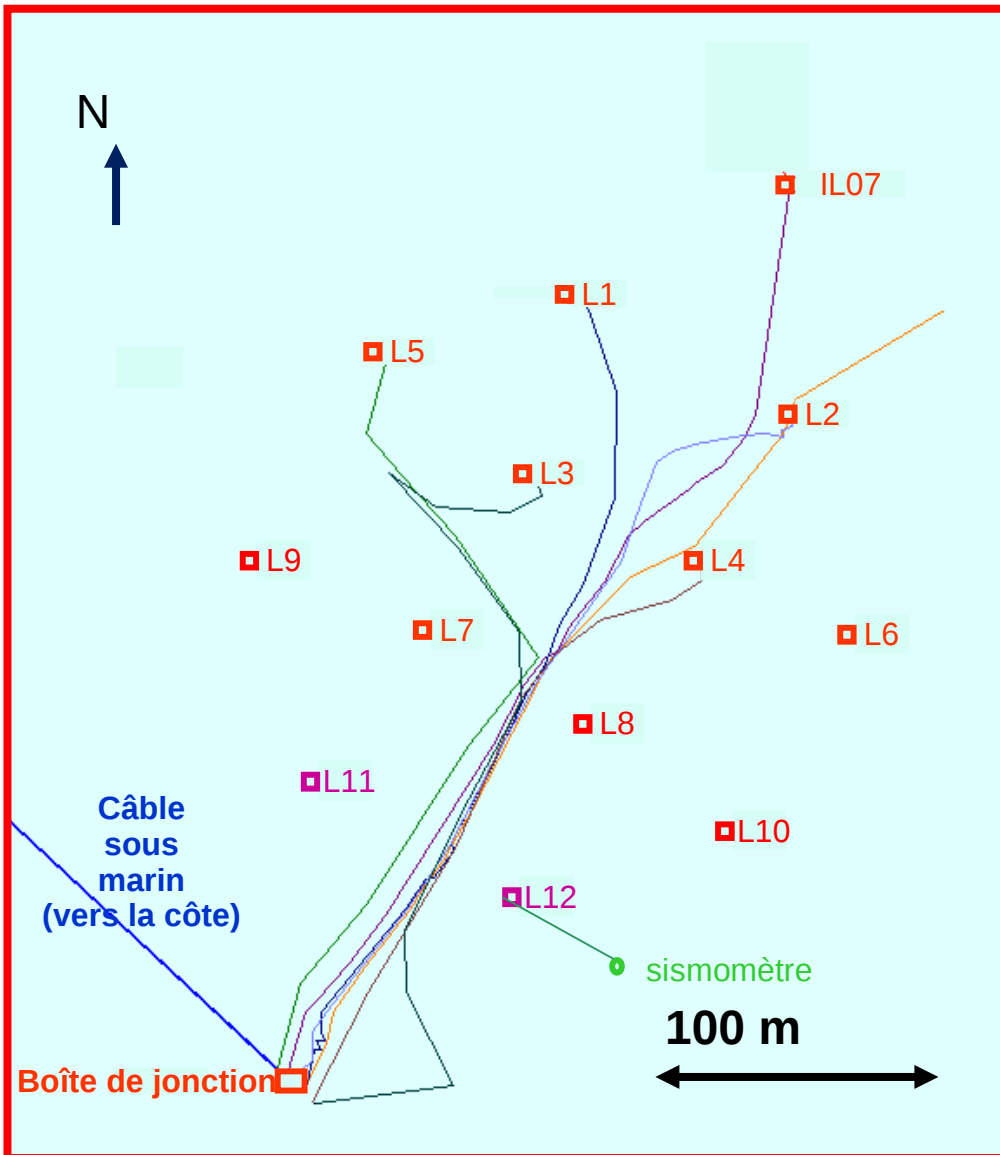 N
IL07
L1
L5
L2
L3
L9
L4
L7
L6
L8
L11
Câble
sous
marin
(vers la côte)
L10
L12
sismomètre
100 m
Boîte de jonction